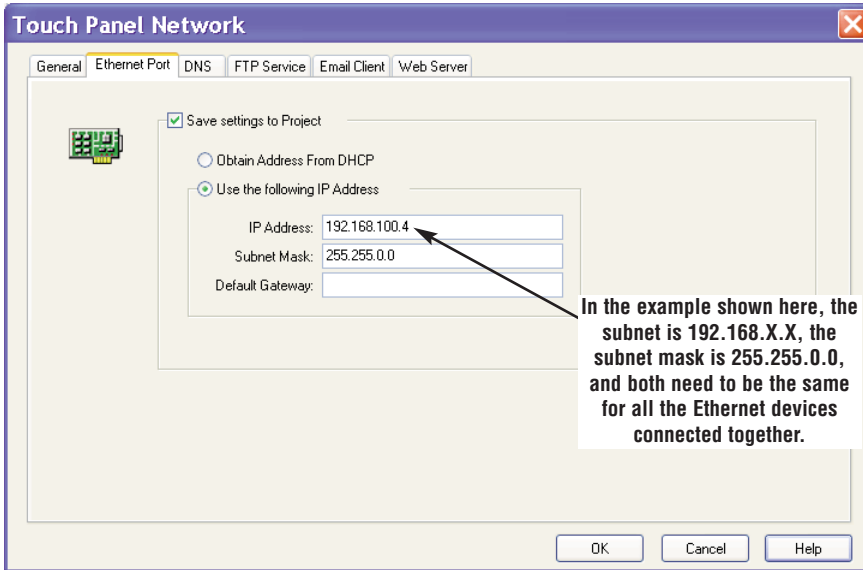 Touch Panel Network
General Ethernet Port DNS FTP Service Email Client Web Server
Save settings to Project
Obtain Address From DHCP
Use the following IP Address
IP Address: 192.168.100.4
Subnet Mask: 255.255.0.0
Default Gateway:
In the example shown here, the
subnet is 192.168.X.X, the
subnet mask is 255.255.0.0,
and both need to be the same
for all the Ethernet devices
connected together.
OK Cancel Help